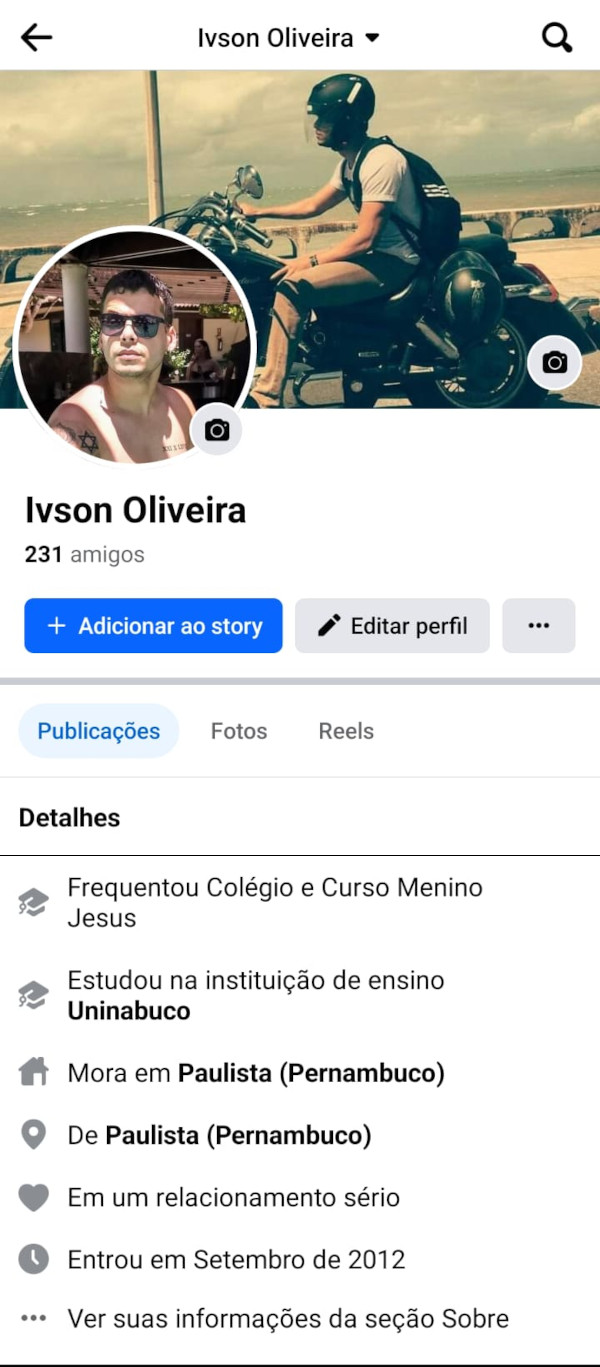 Ivson Oliveira
Ivson Oliveira
231 amigos
+ Adicionar ao story
Editar perfil
Publicações
Fotos
Reels
Detalhes
Frequentou Colégio e Curso Menino
Jesus
Estudou na instituição de ensino
Uninabuco
Mora em Paulista (Pernambuco)
De Paulista (Pernambuco)
Em um relacionamento sério
Entrou em Setembro de 2012
Ver suas informações da seção Sobre